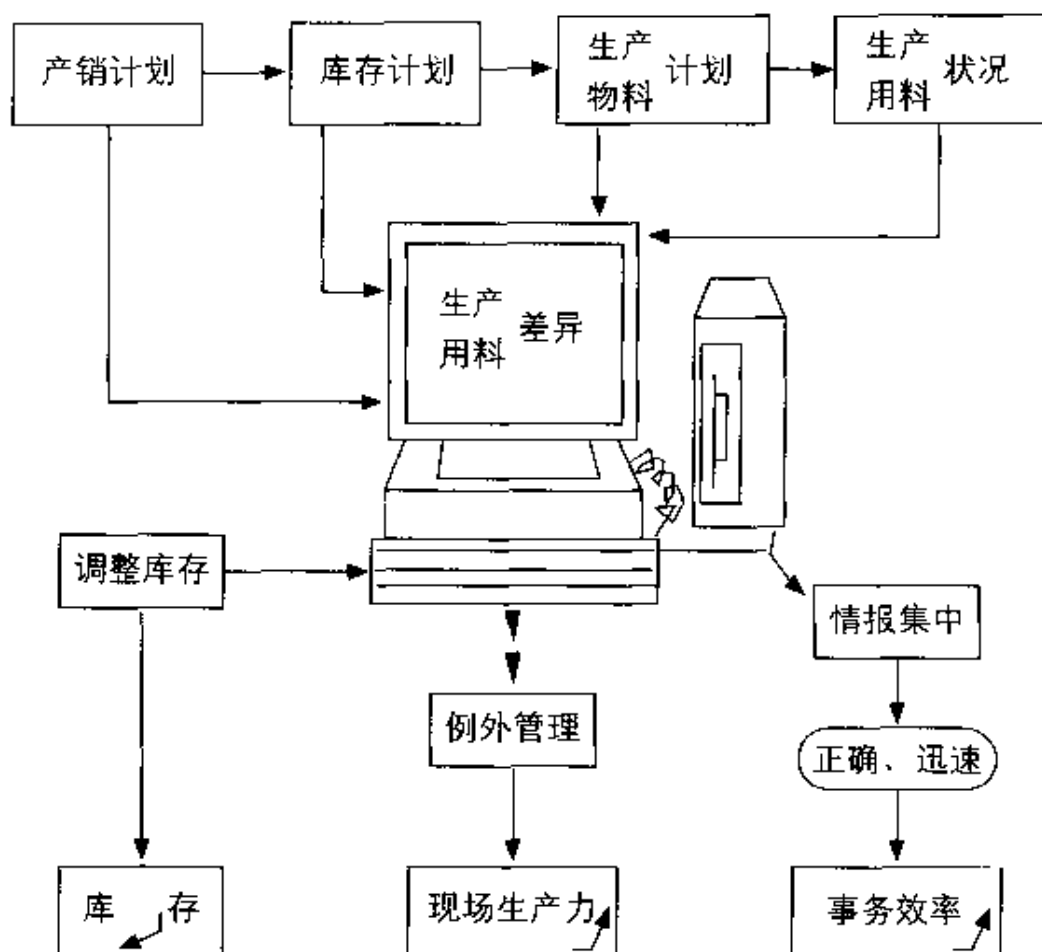 产销计划
库存计划
生产
物料
计划
生产
用料
状况
生产
用料
差异
调整库存
情报集中
例外管理
正确、迅速
库存
现场生产力
事务效率